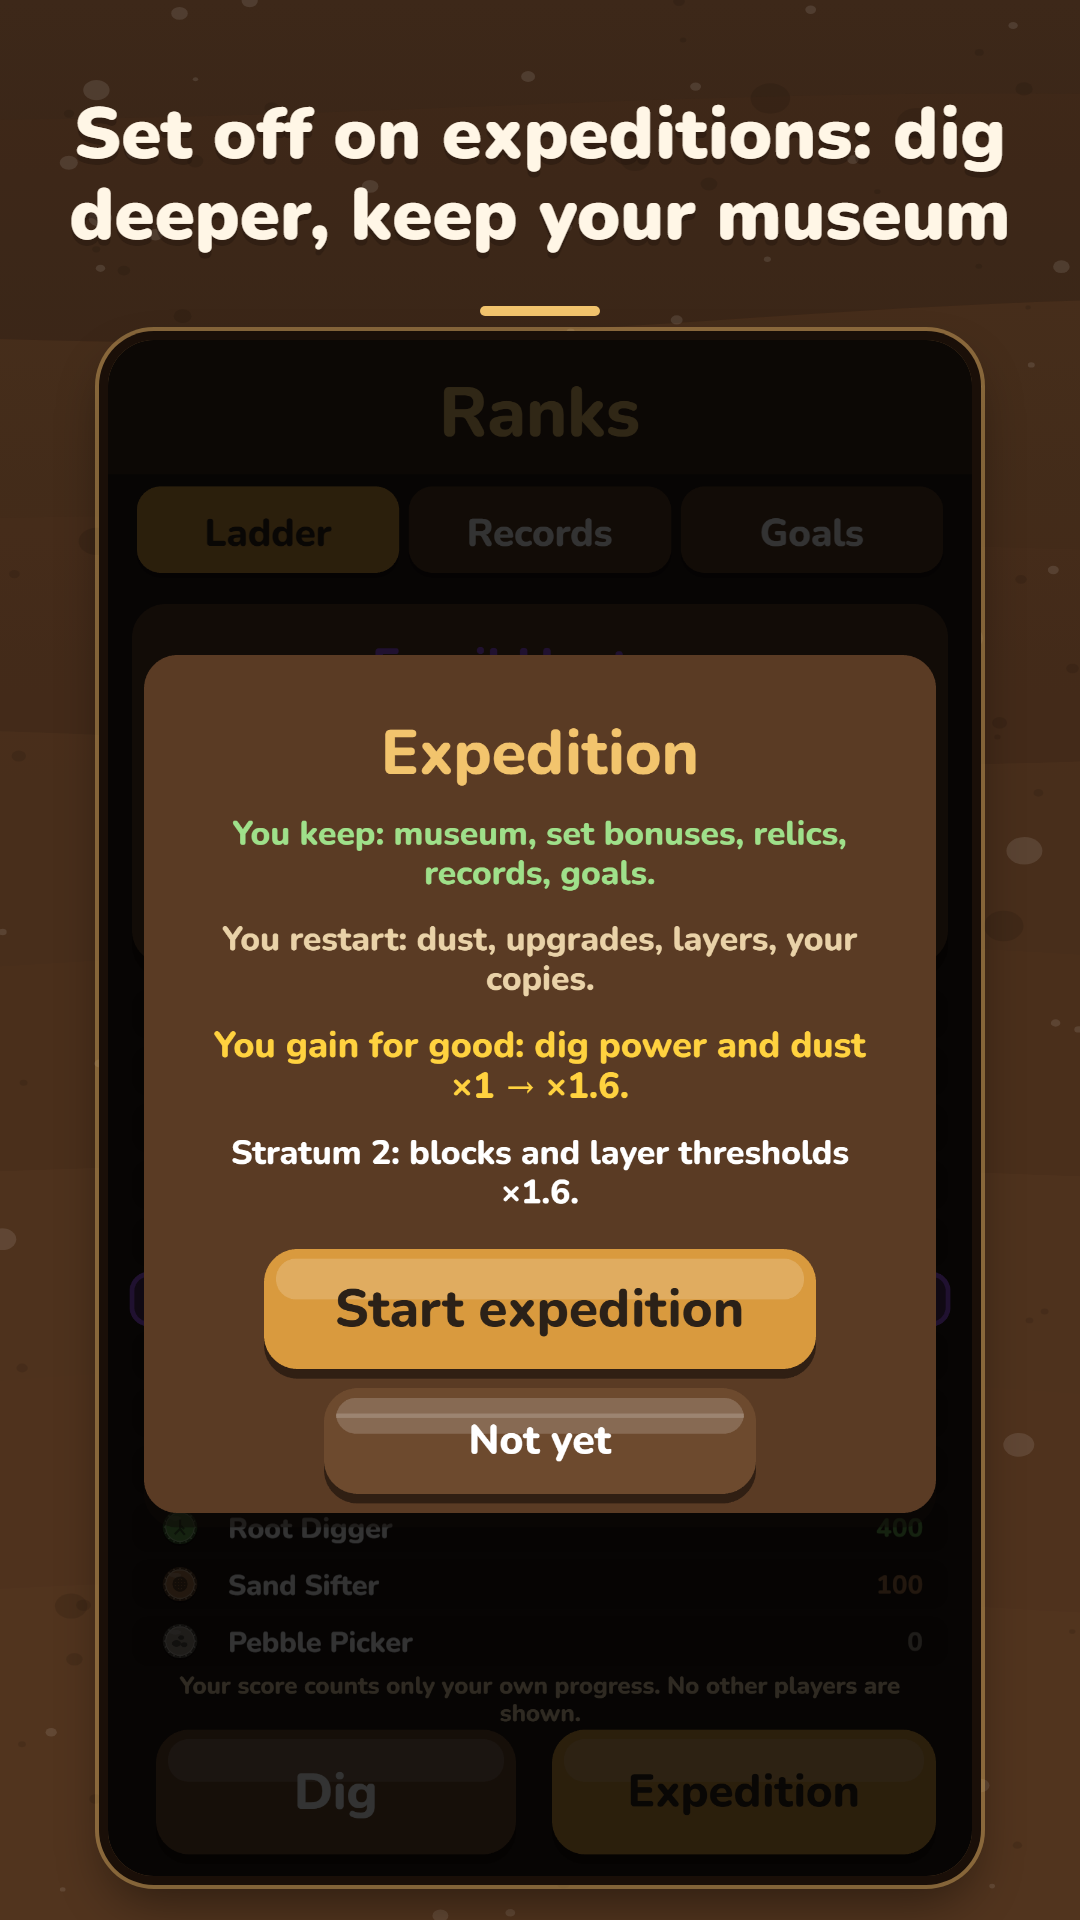 Set off on expeditions: dig
deeper, keep your museum
Ranks
Ladder
Records
Goals
Expedition
You keep: museum, set bonuses, relics,
records, goals.
You restart: dust, upgrades, layers, your
copies.
You gain for good: dig power and dust
×1 → ×1.6.
Stratum 2: blocks and layer thresholds
×1.6.
Start expedition
Not yet
Root Digger 400
Sand Sifter 100
Pebble Picker 0
Your score counts only your own progress. No other players are
shown.
Dig
Expedition